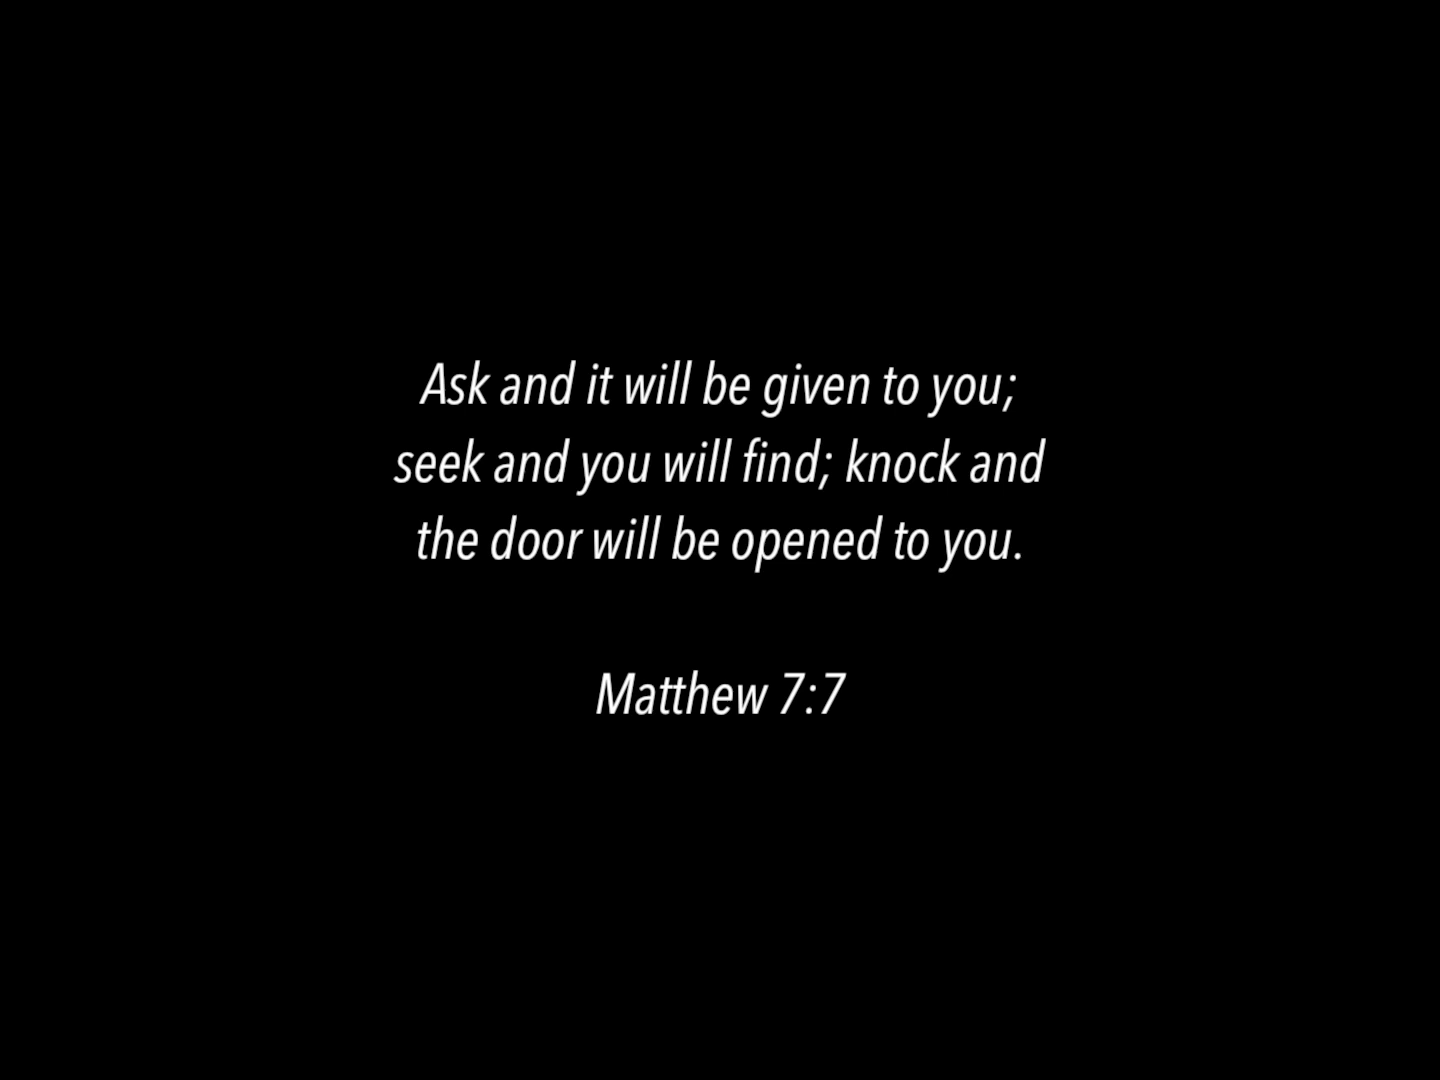 Ask and it will be given to you;
seek and you will find; knock and
the door will be opened to you.
Matthew 7:7